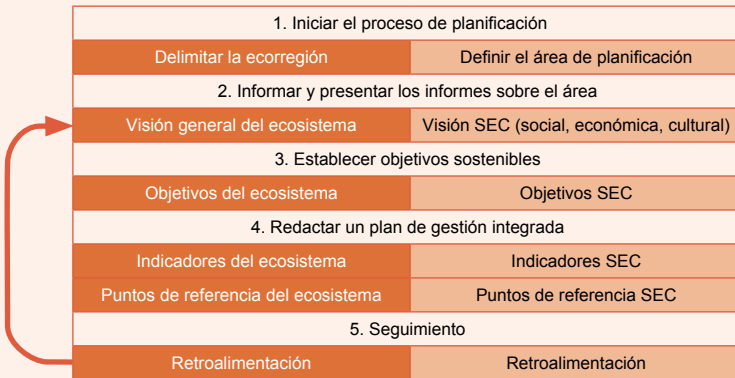 1. Iniciar el proceso de planificación
Delimitar la ecorregión
Definir el área de planificación
2. Informar y presentar los informes sobre el área
Visión general del ecosistema
Visión SEC (social, económica, cultural)
3. Establecer objetivos sostenibles
Objetivos del ecosistema
Objetivos SEC
4. Redactar un plan de gestión integrada
Indicadores del ecosistema
Indicadores SEC
Puntos de referencia del ecosistema
Puntos de referencia SEC
5. Seguimiento
Retroalimentación
Retroalimentación